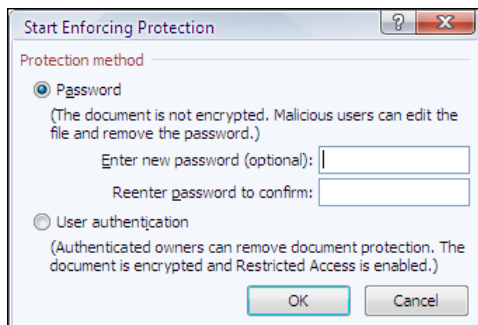 Start Enforcing Protection
Protection method
Password
(The document is not encrypted. Malicious users can edit the
file and remove the password.)
Enter new password (optional):
Reenter password to confirm:
User authentication
(Authenticated owners can remove document protection. The
document is encrypted and Restricted Access is enabled.)
OK Cancel